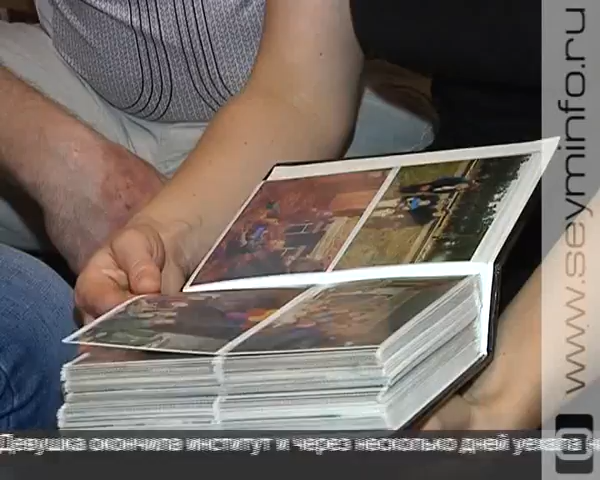 www.seyminfo.ru
Девушка окончила институт и через несколько дней уехала н